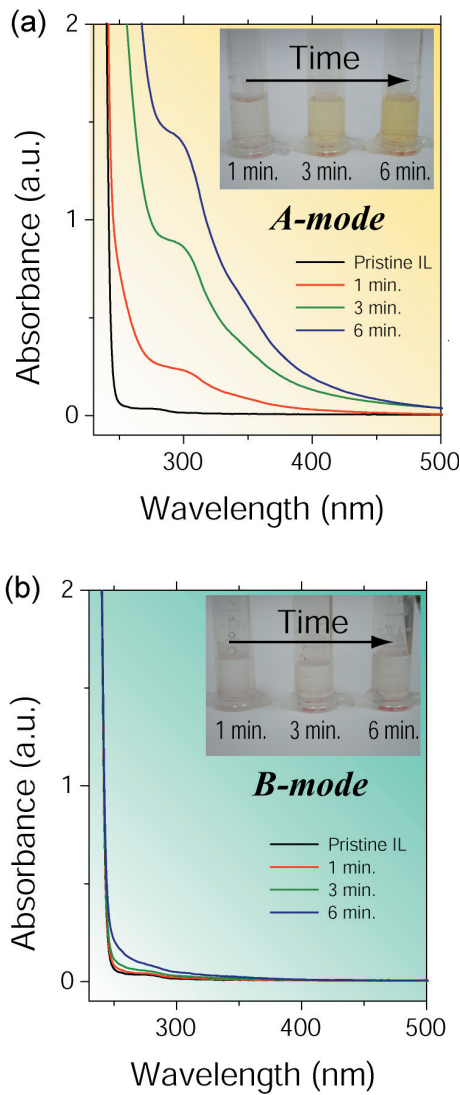 (a)
2
1
0
Absorbance (a.u.)
Time
1 min.
3 min.
6 min.
A-mode
Pristine IL
1 min.
3 min.
6 min.
300
400
500
Wavelength (nm)
(b)
2
1
0
Absorbance (a.u.)
Time
1 min.
3 min.
6 min.
B-mode
Pristine IL
1 min.
3 min.
6 min.
300
400
500
Wavelength (nm)